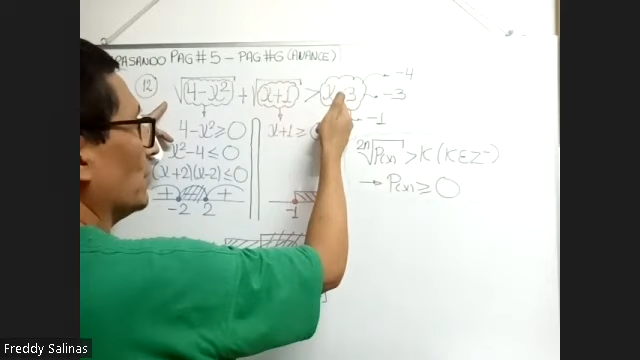 PASANDO PAG # 5 - PAG # 6 (AVANCE)
12
√4-x² + √x+1 > x-3
-4
-3
-1
4-x² ≥ 0
x²-4 ≤ 0
(x+2)(x-2) ≤ 0
+ - +
-2 2
x+1 ≥ 0
-1
²ⁿ√P(x) > K (K ∈ Z⁻)
→ P(x) ≥ 0
Freddy Salinas